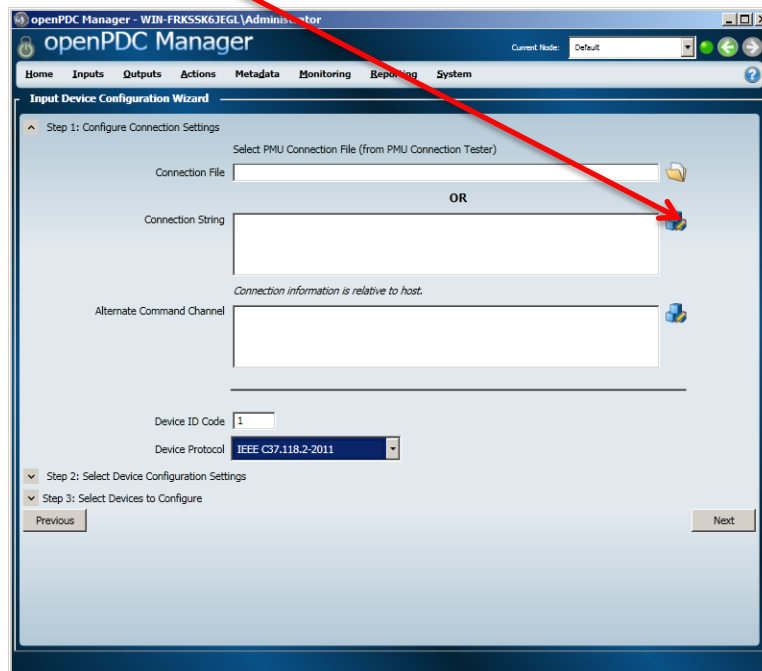 openPDC Manager - WIN-FRKSSK6JEGL\Administrator
openPDC Manager
Current Node: Default
Home Inputs Outputs Actions Metadata Monitoring Reporting System
Input Device Configuration Wizard
Step 1: Configure Connection Settings
Select PMU Connection File (from PMU Connection Tester)
Connection File
OR
Connection String
Connection information is relative to host.
Alternate Command Channel
Device ID Code 1
Device Protocol IEEE C37.118.2-2011
Step 2: Select Device Configuration Settings
Step 3: Select Devices to Configure
Previous Next